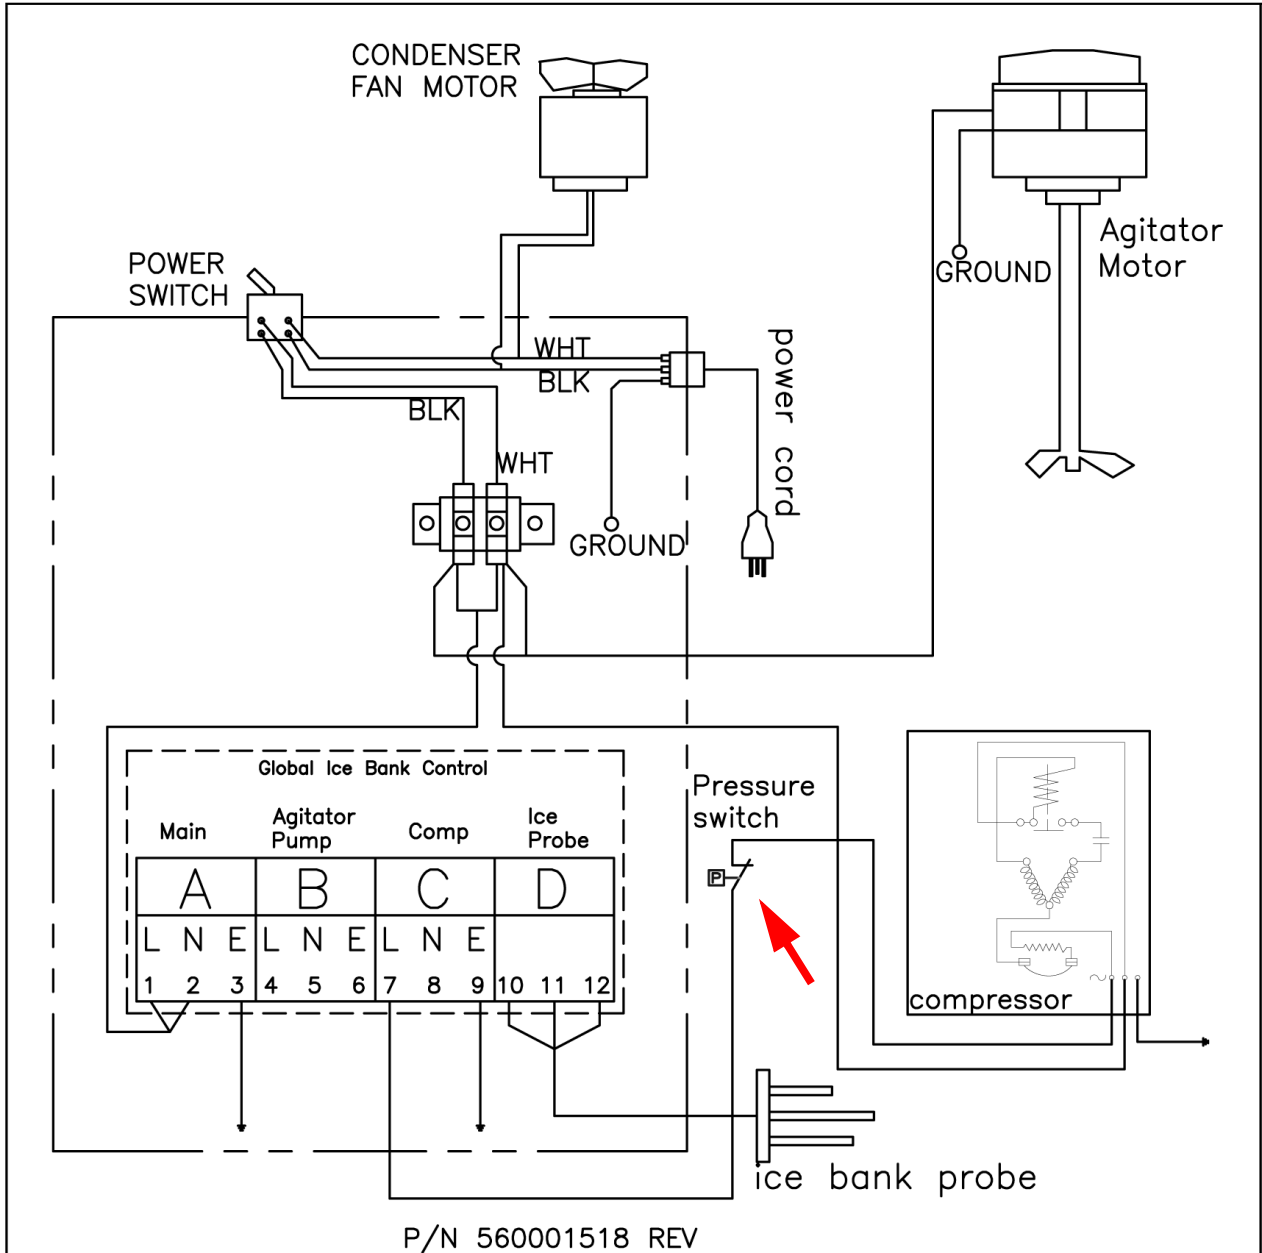 CONDENSER
FAN MOTOR
Agitator
Motor
GROUND
POWER
SWITCH
WHT
BLK
power cord
BLK
WHT
GROUND
Global Ice Bank Control
Main
Agitator
Pump
Comp
Ice
Probe
A B C D
L N E L N E L N E
1 2 3 4 5 6 7 8 9 10 11 12
Pressure
switch
P
compressor
ice bank probe
P/N 560001518 REV